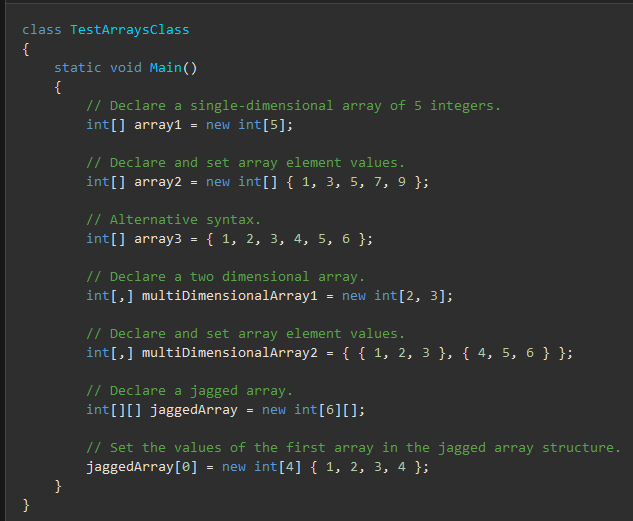 class TestArraysClass
{
    static void Main()
    {
        // Declare a single-dimensional array of 5 integers.
        int[] array1 = new int[5];

        // Declare and set array element values.
        int[] array2 = new int[] { 1, 3, 5, 7, 9 };

        // Alternative syntax.
        int[] array3 = { 1, 2, 3, 4, 5, 6 };

        // Declare a two dimensional array.
        int[,] multiDimensionalArray1 = new int[2, 3];

        // Declare and set array element values.
        int[,] multiDimensionalArray2 = { { 1, 2, 3 }, { 4, 5, 6 } };

        // Declare a jagged array.
        int[][] jaggedArray = new int[6][];

        // Set the values of the first array in the jagged array structure.
        jaggedArray[0] = new int[4] { 1, 2, 3, 4 };
    }
}